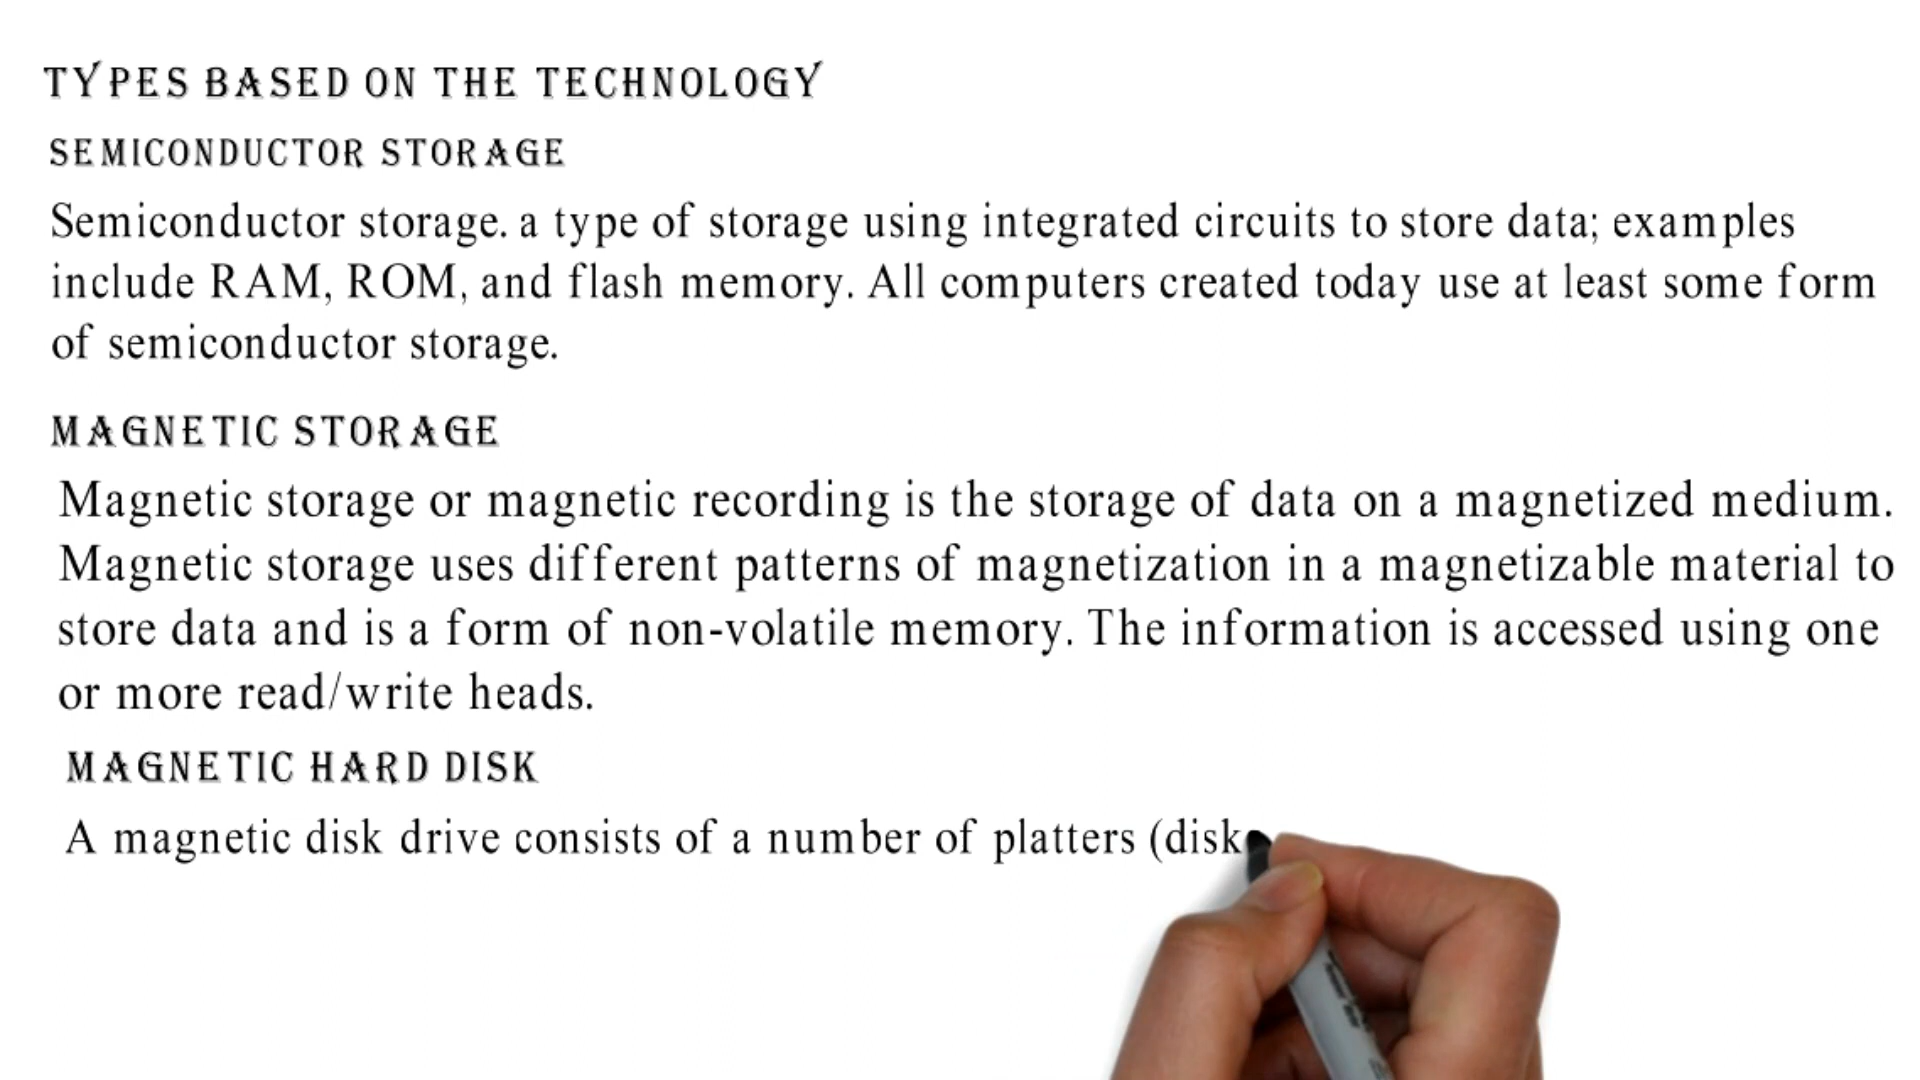 TYPES BASED ON THE TECHNOLOGY
SEMICONDUCTOR STORAGE
Semiconductor storage. a type of storage using integrated circuits to store data; examples
include RAM, ROM, and flash memory. All computers created today use at least some form
of semiconductor storage.
MAGNETIC STORAGE
Magnetic storage or magnetic recording is the storage of data on a magnetized medium.
Magnetic storage uses different patterns of magnetization in a magnetizable material to
store data and is a form of non-volatile memory. The information is accessed using one
or more read/write heads.
MAGNETIC HARD DISK
A magnetic disk drive consists of a number of platters (disk